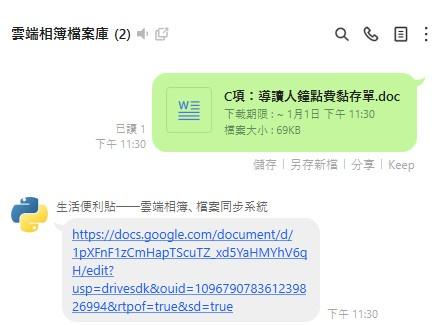 雲端相簿檔案庫 (2)
W
C項：導讀人鐘點費黏存單.doc
下載期限 : ~ 1月1日 下午 11:30
檔案大小 : 69KB
已讀 1
下午 11:30
儲存 | 另存新檔 | 分享 | Keep
生活便利貼——雲端相簿、檔案同步系統
https://docs.google.com/document/d/
1pXFnF1zCmHapTScuTZ_xd5YaHMYhV6q
H/edit?
usp=drivesdk&ouid=1096790783612398
26994&rtpof=true&sd=true
下午 11:30